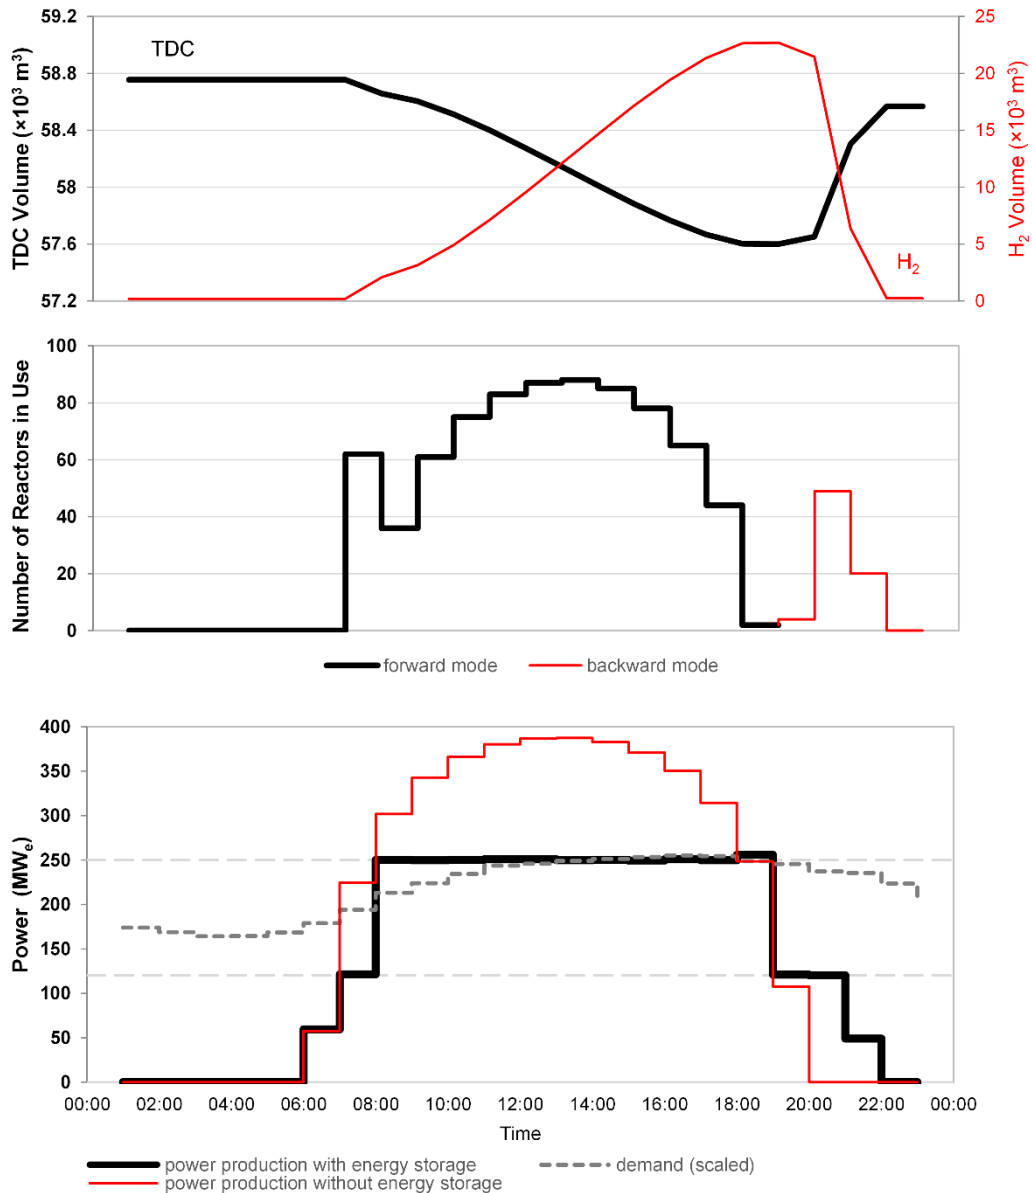 59.2
58.8
58.4
58
57.6
57.2
TDC Volume (×10³ m³)
TDC
H₂
25
20
15
10
5
0
H₂ Volume (×10³ m³)
100
80
60
40
20
0
Number of Reactors in Use
forward mode backward mode
400
350
300
250
200
150
100
50
0
Power (MWₑ)
00:00 02:00 04:00 06:00 08:00 10:00 12:00 14:00 16:00 18:00 20:00 22:00 00:00
Time
power production with energy storage demand (scaled)
power production without energy storage